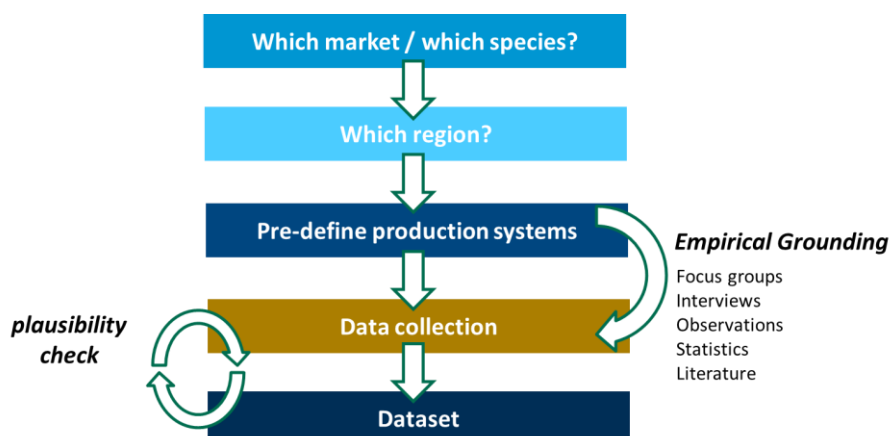 Which market / which species?
Which region?
Pre-define production systems
Empirical Grounding
Focus groups
Interviews
Observations
Statistics
Literature
plausibility
check
Data collection
Dataset